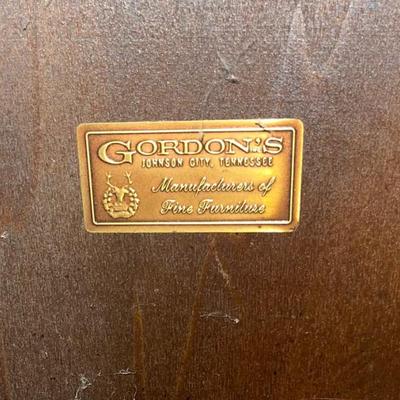 GORDON'S
JOHNSON CITY, TENNESSEE
Manufacturers of
Fine Furniture